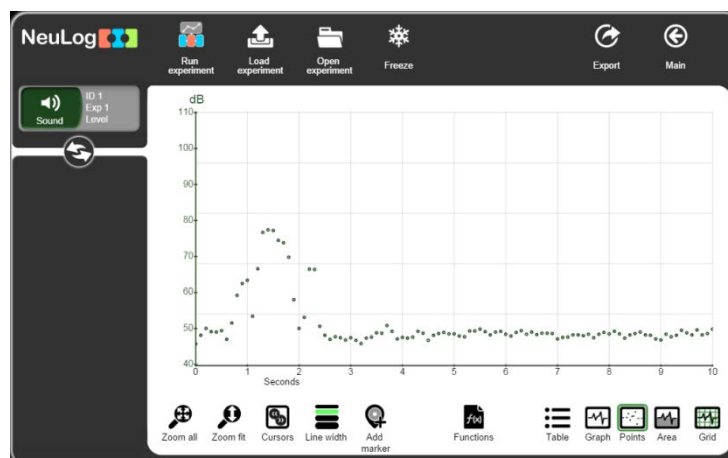 NeuLog
Run
experiment
Load
experiment
Open
experiment
Freeze
Export
Main
Sound
ID 1
Exp 1
Level
dB
110
100
90
80
70
60
50
40
0 1 2 3 4 5 6 7 8 9 10
Seconds
Zoom all
Zoom fit
Cursors
Line width
Add
marker
f(x)
Functions
Table
Graph
Points
Area
Grid